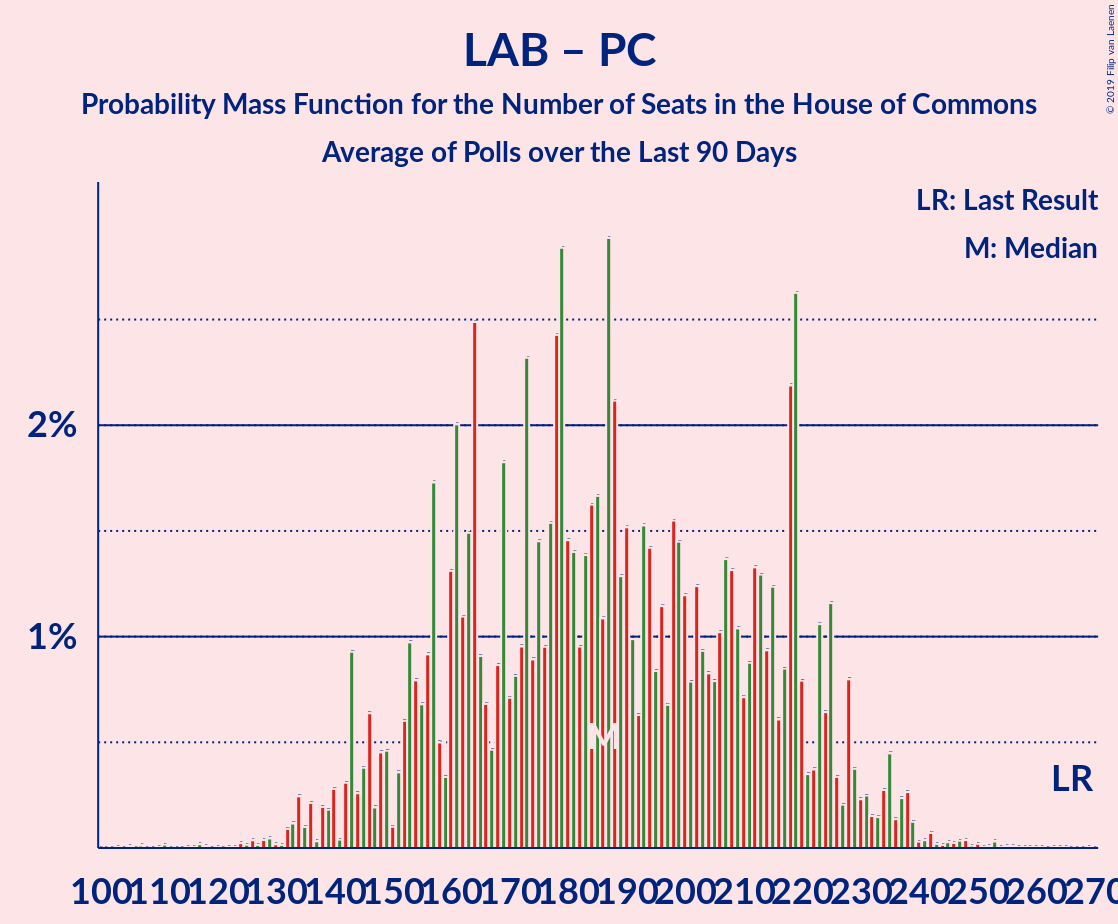 LAB – PC
Probability Mass Function for the Number of Seats in the House of Commons
Average of Polls over the Last 90 Days
© 2019 Filip van Laenen
LR: Last Result
M: Median
2%
1%
M
LR
100 110 120 130 140 150 160 170 180 190 200 210 220 230 240 250 260 270